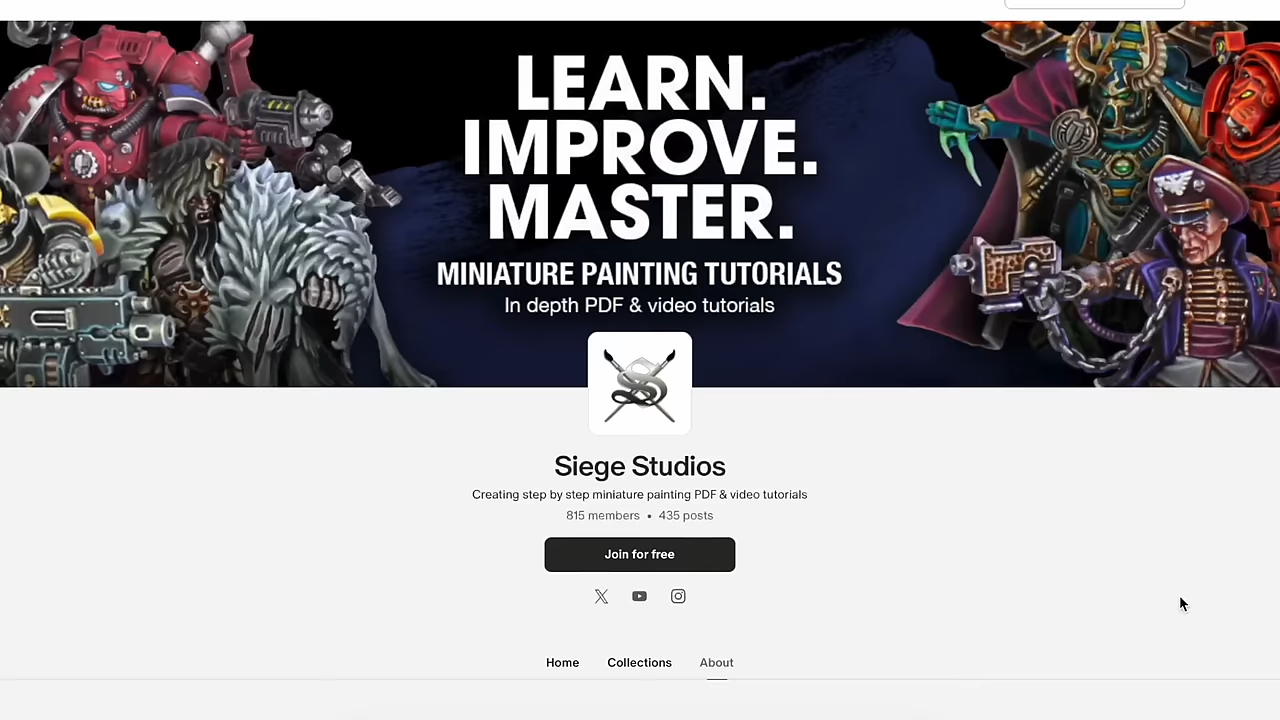 LEARN.
IMPROVE.
MASTER.
MINIATURE PAINTING TUTORIALS
In depth PDF & video tutorials
Siege Studios
Creating step by step miniature painting PDF & video tutorials
815 members • 435 posts
Join for free
Home Collections About